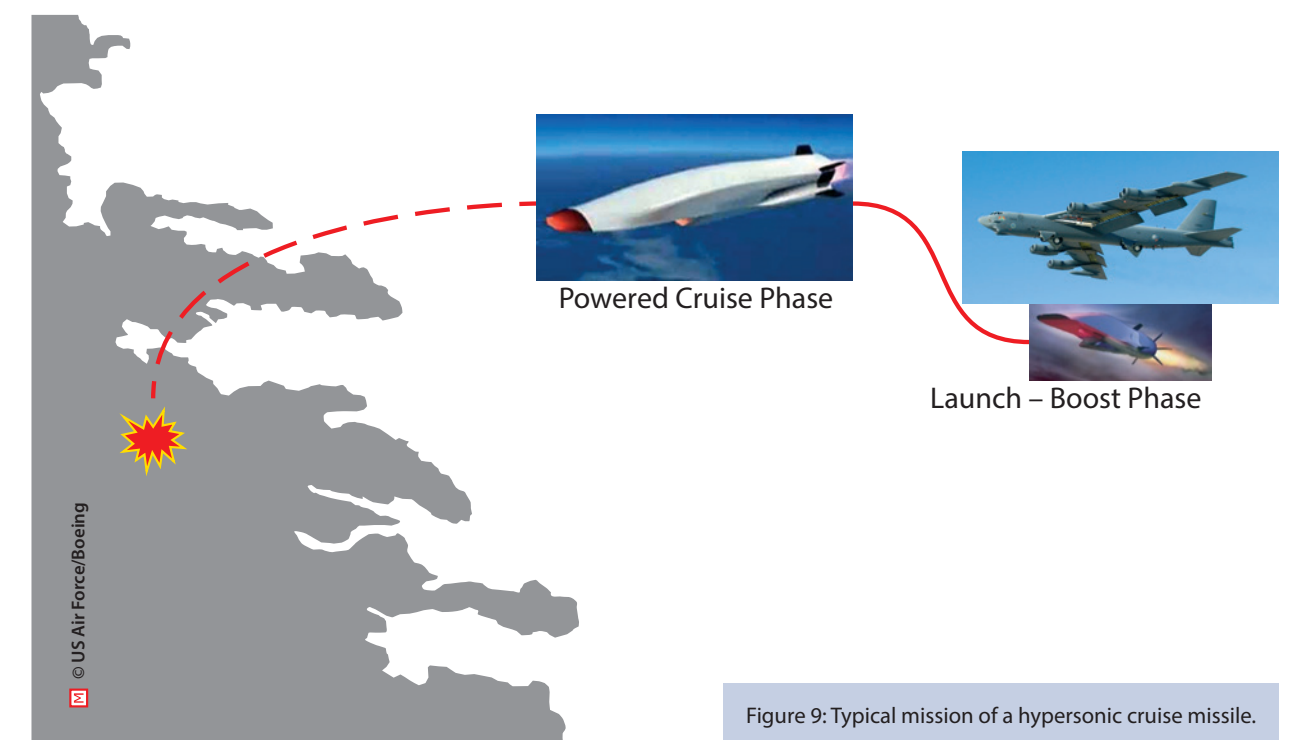 Powered Cruise Phase
Launch – Boost Phase
M © US Air Force/Boeing
Figure 9: Typical mission of a hypersonic cruise missile.